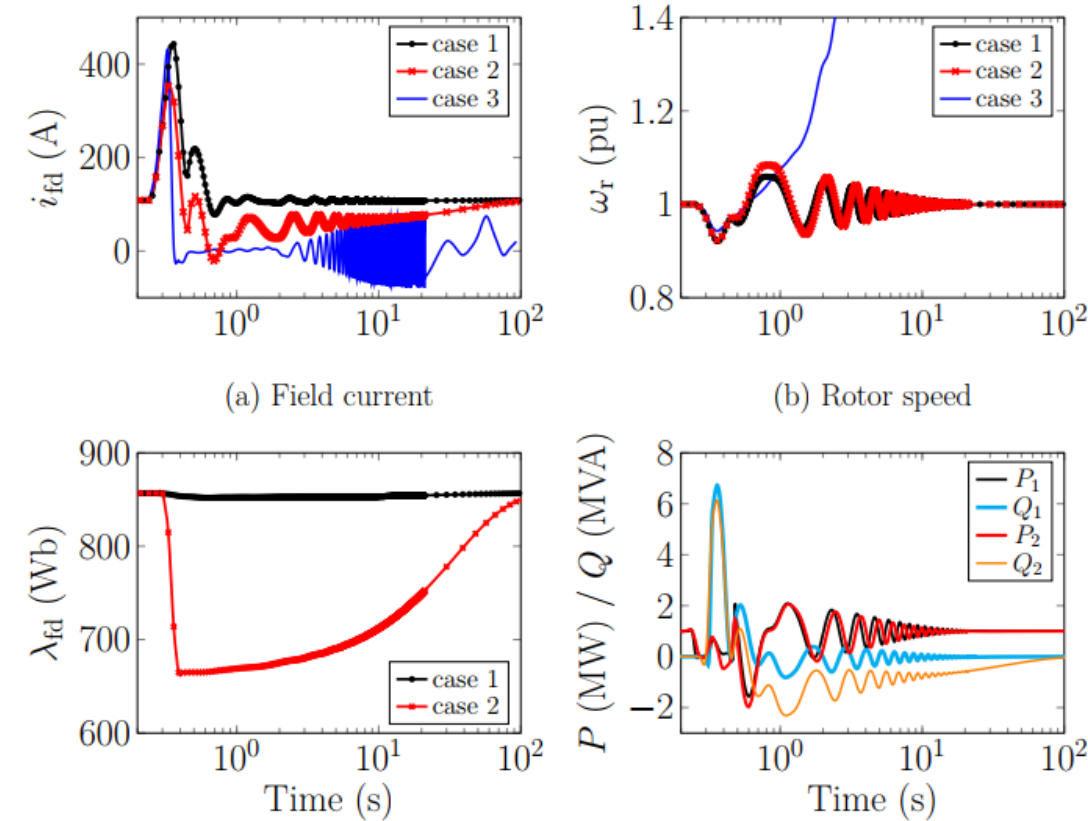 i_fd (A)
400
200
0
10^0 10^1 10^2
case 1
case 2
case 3
(a) Field current
ω_r (pu)
1.4
1.2
1
0.8
10^0 10^1 10^2
case 1
case 2
case 3
(b) Rotor speed
λ_fd (Wb)
900
800
700
600
10^0 10^1 10^2
case 1
case 2
Time (s)
P (MW) / Q (MVA)
8
6
4
2
0
−2
10^0 10^1 10^2
P_1
Q_1
P_2
Q_2
Time (s)